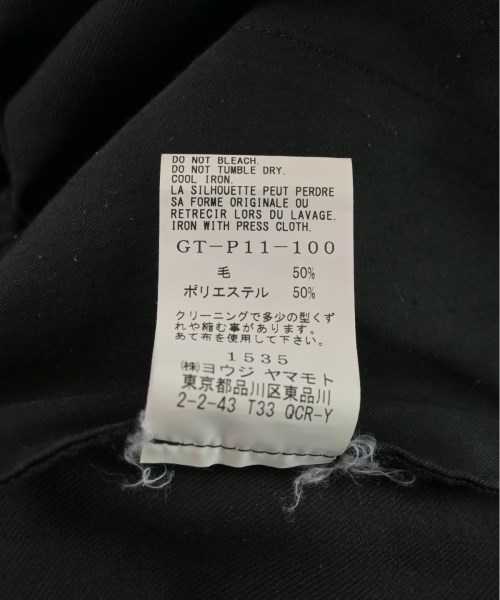 DO NOT BLEACH.
DO NOT TUMBLE DRY.
COOL IRON.
LA SILHOUETTE PEUT PERDRE
SA FORME ORIGINALE OU
RETRECIR LORS DU LAVAGE.
IRON WITH PRESS CLOTH.
GT-P11-100
毛 50%
ポリエステル 50%
クリーニングで多少の型くず
れや縮む事があります。
あて布を使用して下さい。
1535
㈱ヨウジ ヤマモト
東京都品川区東品川
2-2-43 T33 QCR-Y